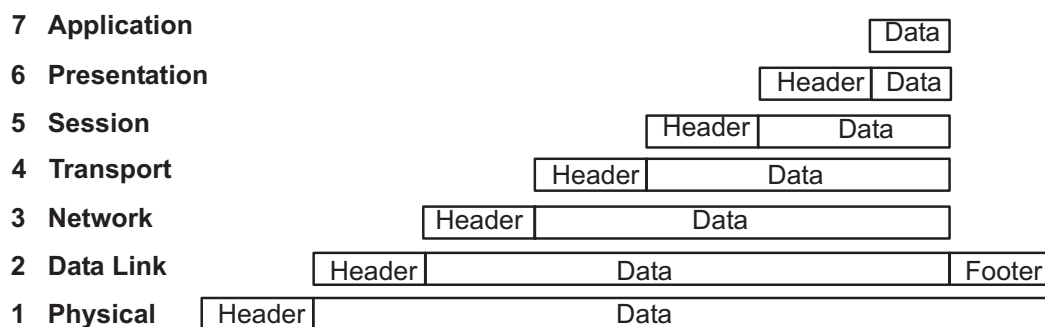 7 Application Data
6 Presentation Header Data
5 Session Header Data
4 Transport Header Data
3 Network Header Data
2 Data Link Header Data Footer
1 Physical Header Data